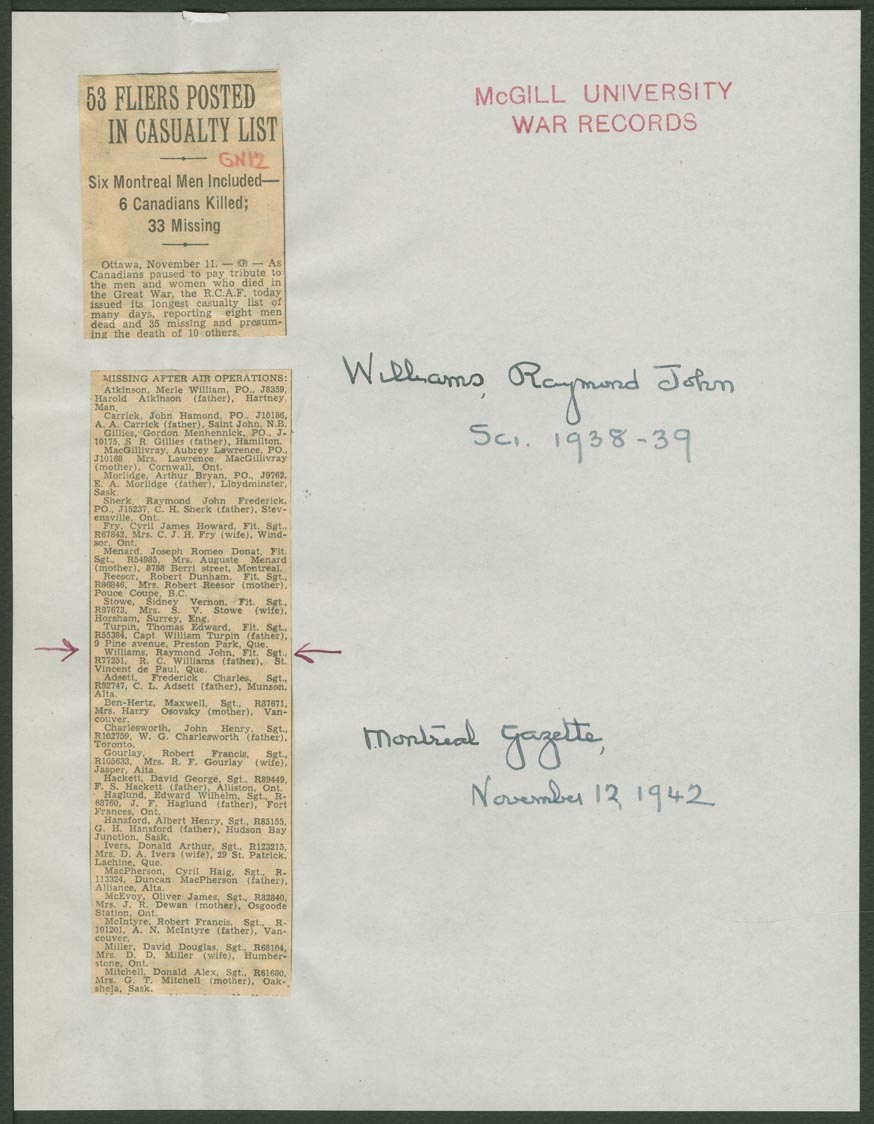 53 FLIERS POSTED
IN CASUALTY LIST
GN12
Six Montreal Men Included—
6 Canadians Killed;
33 Missing
Ottawa, November 11. — CP — As
Canadians paused to pay tribute to
the men and women who died in
the Great War, the R.C.A.F. today
issued its longest casualty list of
many days, reporting eight men
dead and 35 missing and presum-
ing the death of 10 others.
McGILL UNIVERSITY
WAR RECORDS
MISSING AFTER AIR OPERATIONS:
Atkinson, Merle William, PO., J8359,
Harold Atkinson (father), Hartney,
Man.
Carrick, John Hamond, PO., J10186,
A. A. Carrick (father), Saint John, N.B.
Gillies, Gordon Menhennick, PO., J-
10175, S R. Gillies (father), Hamilton.
MacGillivray, Aubrey Lawrence, PO.,
J10168 Mrs. Lawrence MacGillivray
(mother), Cornwall, Ont.
Morlidge, Arthur Bryan, PO., J9762,
E. A. Morlidge (father), Lloydminster,
Sask.
Sherk, Raymond John Frederick,
PO., J15237, C. H. Sherk (father), Stev-
ensville, Ont.
Fry, Cyril James Howard, Flt. Sgt.,
R67842, Mrs. C. J. H. Fry (wife), Wind-
sor, Ont.
Menard, Joseph Romeo Donat, Flt.
Sgt., R54985, Mrs. Auguste Menard
(mother), 8788 Berri street, Montreal.
Reesor, Robert Dunham, Flt. Sgt.,
R86846, Mrs. Robert Reesor (mother),
Pouce Coupe, B.C.
Stowe, Sidney Vernon, Flt. Sgt.,
R87673, Mrs. S. V. Stowe (wife),
Horsham, Surrey, Eng.
Turpin, Thomas Edward, Flt. Sgt.,
R55384, Capt. William Turpin (father),
9 Pine avenue, Preston Park, Que.
Williams, Raymond John, Flt. Sgt.,
R77251, R. C. Williams (father), St.
Vincent de Paul, Que.
Adsett, Frederick Charles, Sgt.,
R92747, C. L. Adsett (father), Munson,
Alta.
Ben-Hertz, Maxwell, Sgt., R87671,
Mrs. Harry Osovsky (mother), Van-
couver.
Charlesworth, John Henry, Sgt.,
R102759, W. G. Charlesworth (father),
Toronto.
Gourlay, Robert Francis, Sgt.,
R105633, Mrs. R. F. Gourlay (wife),
Jasper, Alta.
Hackett, David George, Sgt., R89449,
F. S. Hackett (father), Alliston, Ont.
Haglund, Edward Wilhelm, Sgt., R-
63760, J. F. Haglund (father), Fort
Frances, Ont.
Hansford, Albert Henry, Sgt., R85155,
G. H. Hansford (father), Hudson Bay
Junction, Sask.
Ivers, Donald Arthur, Sgt., R123215,
Mrs. D. A. Ivers (wife), 29 St. Patrick,
Lachine, Que.
MacPherson, Cyril Haig, Sgt., R-
113324, Duncan MacPherson (father),
Alliance, Alta.
McEvoy, Oliver James, Sgt., R82840,
Mrs. J. R. Dewan (mother), Osgoode
Station, Ont.
McIntyre, Robert Francis, Sgt., R-
101201, A. N. McIntyre (father), Van-
couver.
Miller, David Douglas, Sgt., R68104,
Mrs. D. D. Miller (wife), Humber-
stone, Ont.
Mitchell, Donald Alex, Sgt., R61680,
Mrs. G. T. Mitchell (mother), Oak-
shela, Sask.
Williams, Raymond John
Sci. 1938-39
Montreal Gazette,
November 12, 1942